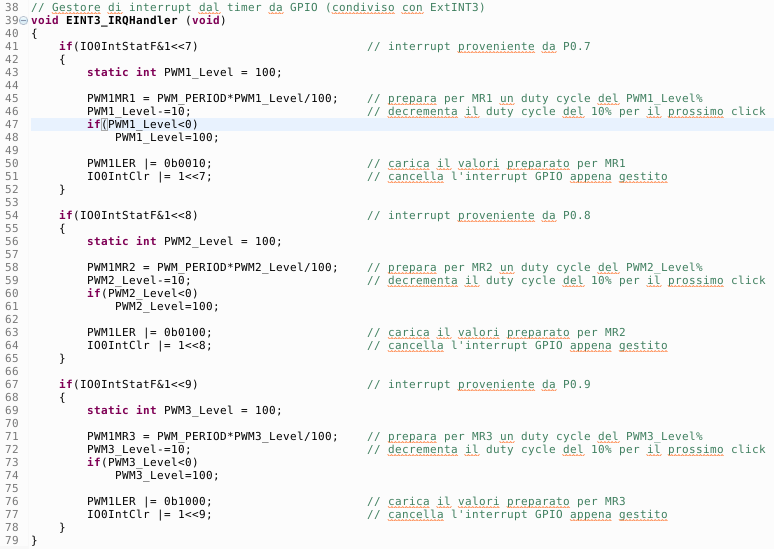 38 // Gestore di interrupt dal timer da GPIO (condiviso con ExtINT3)
39 void EINT3_IRQHandler (void)
40 {
41     if(IO0IntStatF&1<<7)                        // interrupt proveniente da P0.7
42     {
43         static int PWM1_Level = 100;
44
45         PWM1MR1 = PWM_PERIOD*PWM1_Level/100;    // prepara per MR1 un duty cycle del PWM1_Level%
46         PWM1_Level-=10;                         // decrementa il duty cycle del 10% per il prossimo click
47         if(PWM1_Level<0)
48             PWM1_Level=100;
49
50         PWM1LER |= 0b0010;                      // carica il valori preparato per MR1
51         IO0IntClr |= 1<<7;                      // cancella l'interrupt GPIO appena gestito
52     }
53
54     if(IO0IntStatF&1<<8)                        // interrupt proveniente da P0.8
55     {
56         static int PWM2_Level = 100;
57
58         PWM1MR2 = PWM_PERIOD*PWM2_Level/100;    // prepara per MR2 un duty cycle del PWM2_Level%
59         PWM2_Level-=10;                         // decrementa il duty cycle del 10% per il prossimo click
60         if(PWM2_Level<0)
61             PWM2_Level=100;
62
63         PWM1LER |= 0b0100;                      // carica il valori preparato per MR2
64         IO0IntClr |= 1<<8;                      // cancella l'interrupt GPIO appena gestito
65     }
66
67     if(IO0IntStatF&1<<9)                        // interrupt proveniente da P0.9
68     {
69         static int PWM3_Level = 100;
70
71         PWM1MR3 = PWM_PERIOD*PWM3_Level/100;    // prepara per MR3 un duty cycle del PWM3_Level%
72         PWM3_Level-=10;                         // decrementa il duty cycle del 10% per il prossimo click
73         if(PWM3_Level<0)
74             PWM3_Level=100;
75
76         PWM1LER |= 0b1000;                      // carica il valori preparato per MR3
77         IO0IntClr |= 1<<9;                      // cancella l'interrupt GPIO appena gestito
78     }
79 }